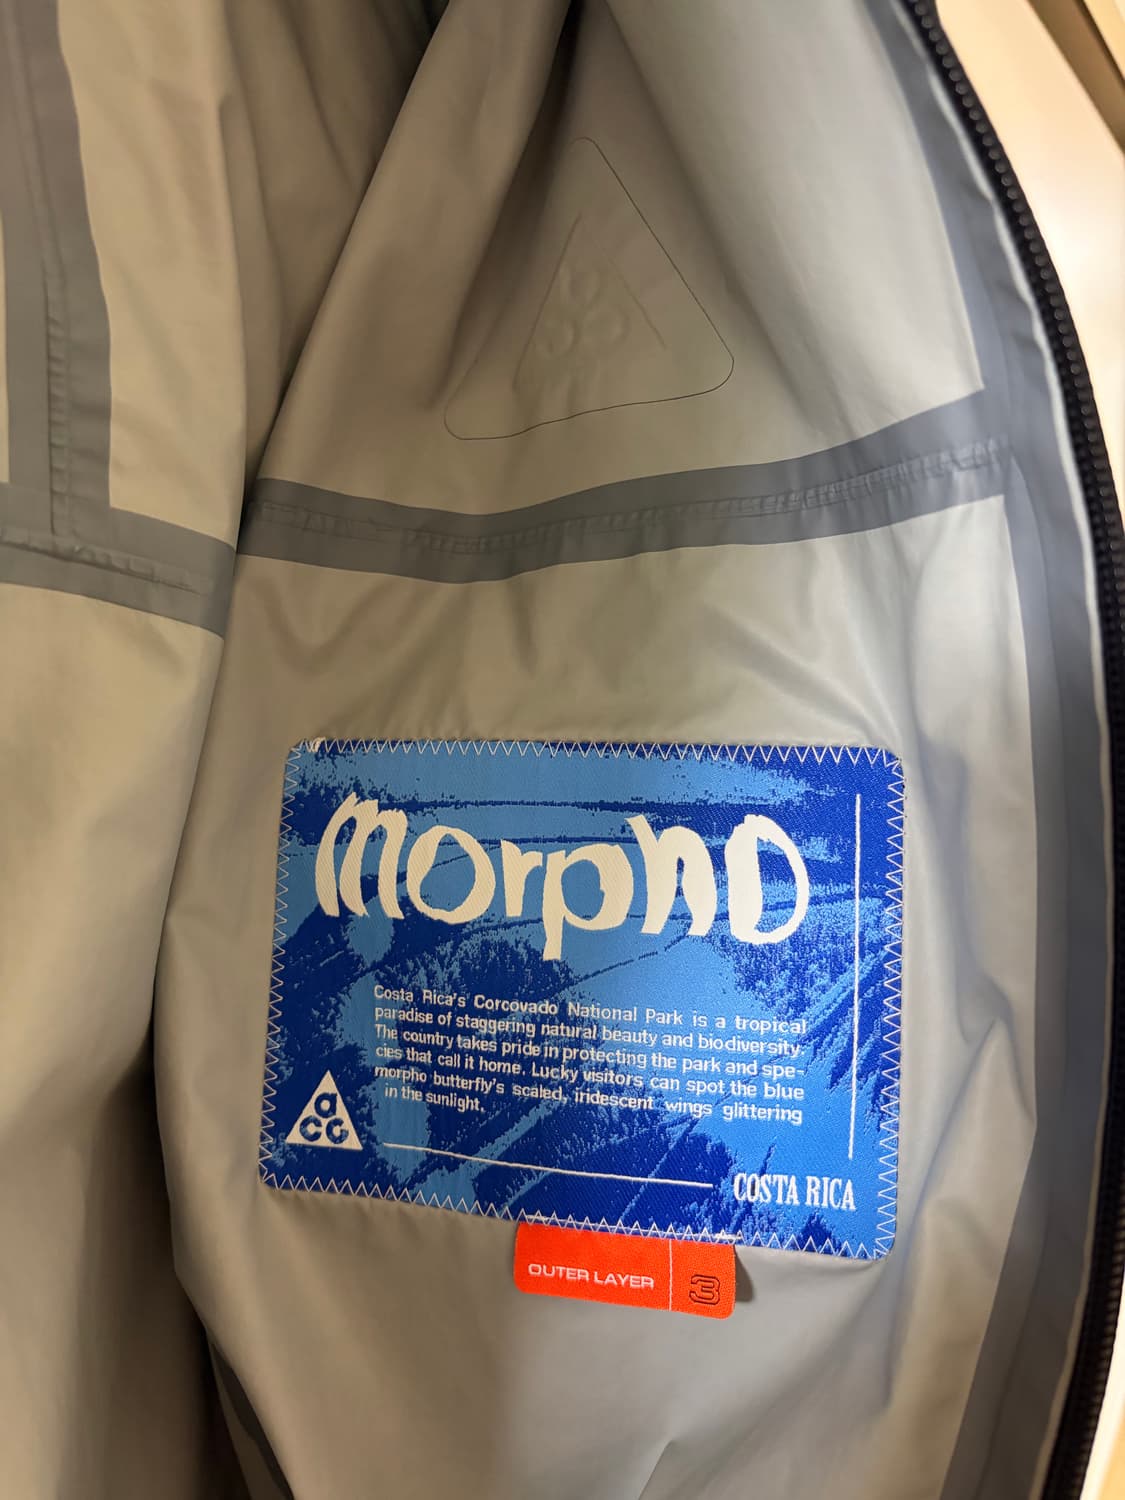 morpho
Costa Rica's Corcovado National Park is a tropical
paradise of staggering natural beauty and biodiversity.
The country takes pride in protecting the park and spe-
cies that call it home. Lucky visitors can spot the blue
morpho butterfly's scaled, iridescent wings glittering
in the sunlight.
a
cg
COSTA RICA
OUTER LAYER 3